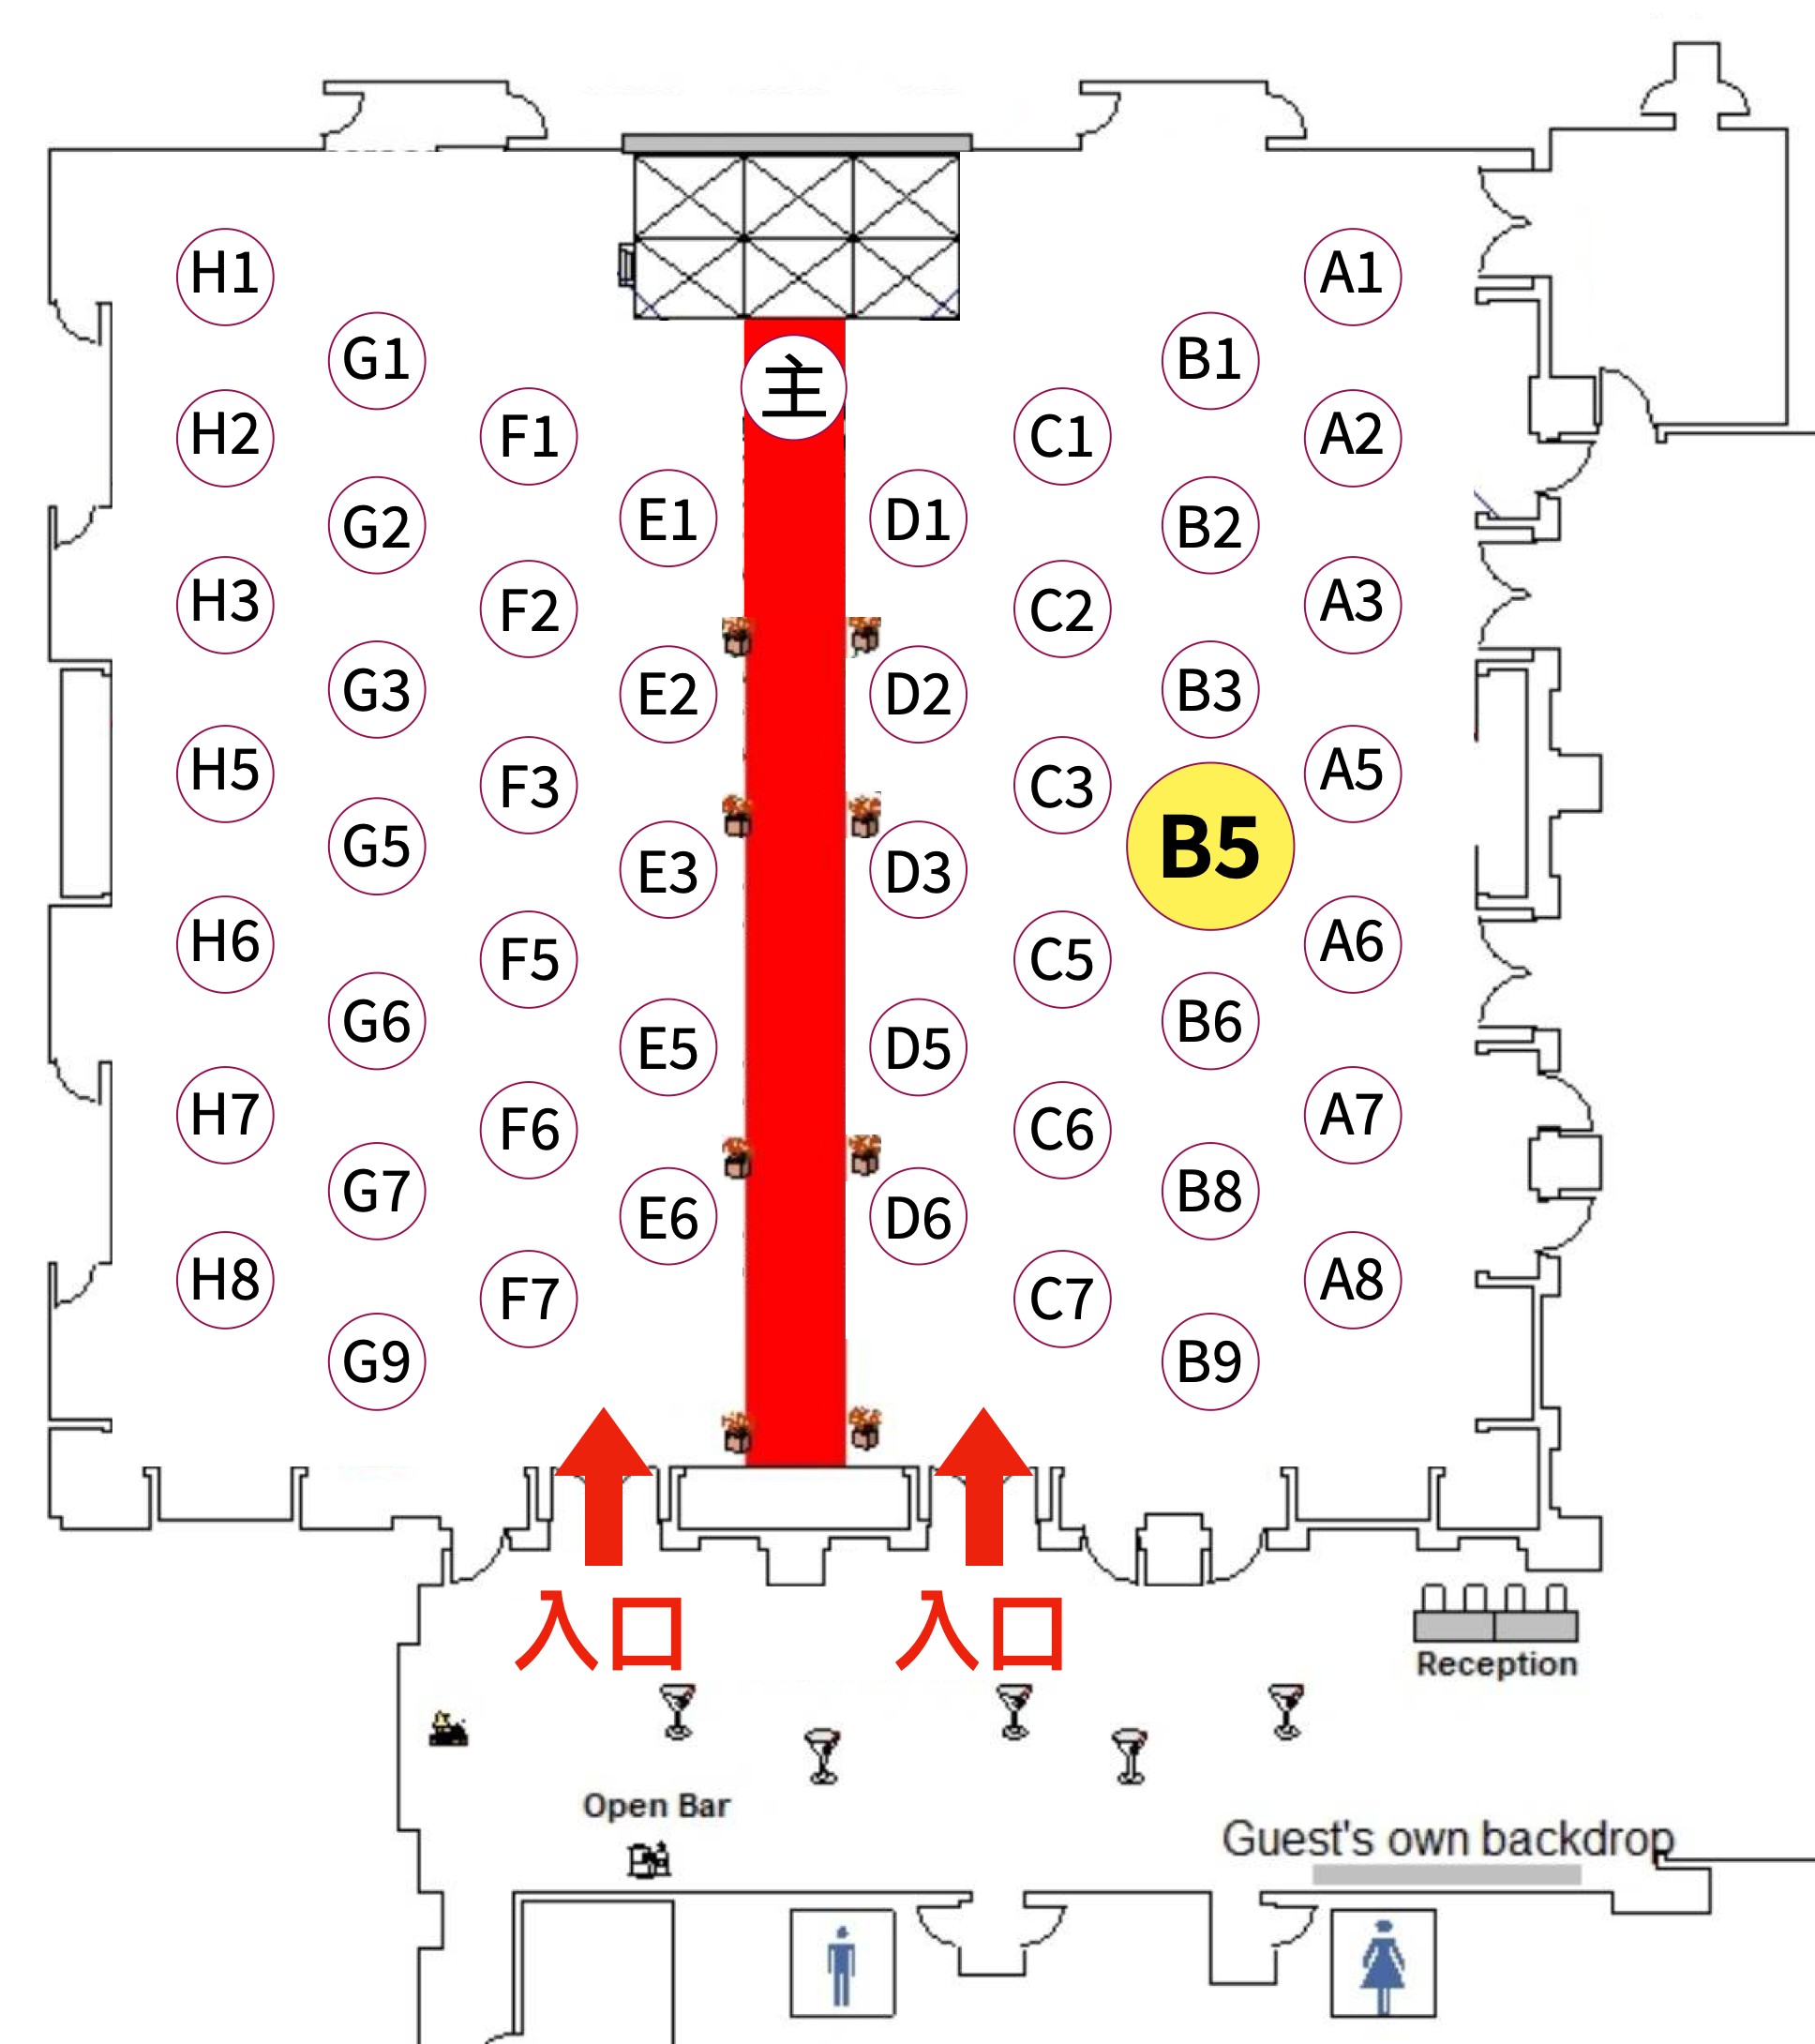 H1
A1
G1
主
B1
H2
F1
C1
A2
G2
E1
D1
B2
H3
F2
C2
A3
G3
E2
D2
B3
H5
F3
C3
A5
G5
E3
D3
B5
H6
F5
C5
A6
G6
E5
D5
B6
H7
F6
C6
A7
G7
E6
D6
B8
H8
F7
C7
A8
G9
B9
入口
入口
Reception
Open Bar
Guest's own backdrop